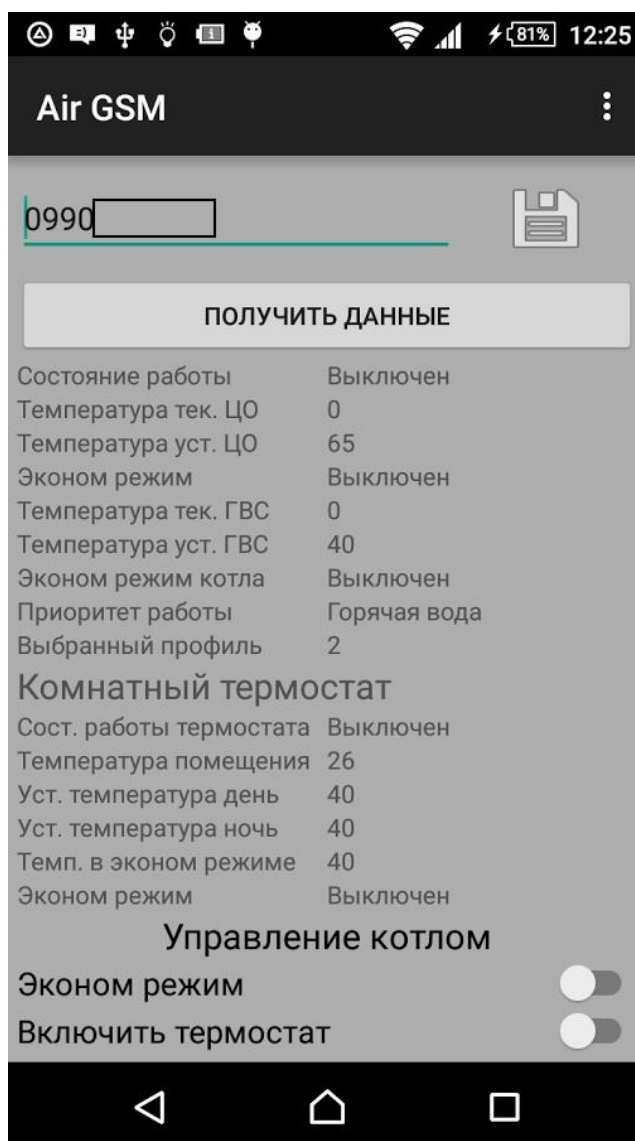 81% 12:25
Air GSM
0990
ПОЛУЧИТЬ ДАННЫЕ
Состояние работы Выключен
Температура тек. ЦО 0
Температура уст. ЦО 65
Эконом режим Выключен
Температура тек. ГВС 0
Температура уст. ГВС 40
Эконом режим котла Выключен
Приоритет работы Горячая вода
Выбранный профиль 2
Комнатный термостат
Сост. работы термостата Выключен
Температура помещения 26
Уст. температура день 40
Уст. температура ночь 40
Темп. в эконом режиме 40
Эконом режим Выключен
Управление котлом
Эконом режим
Включить термостат